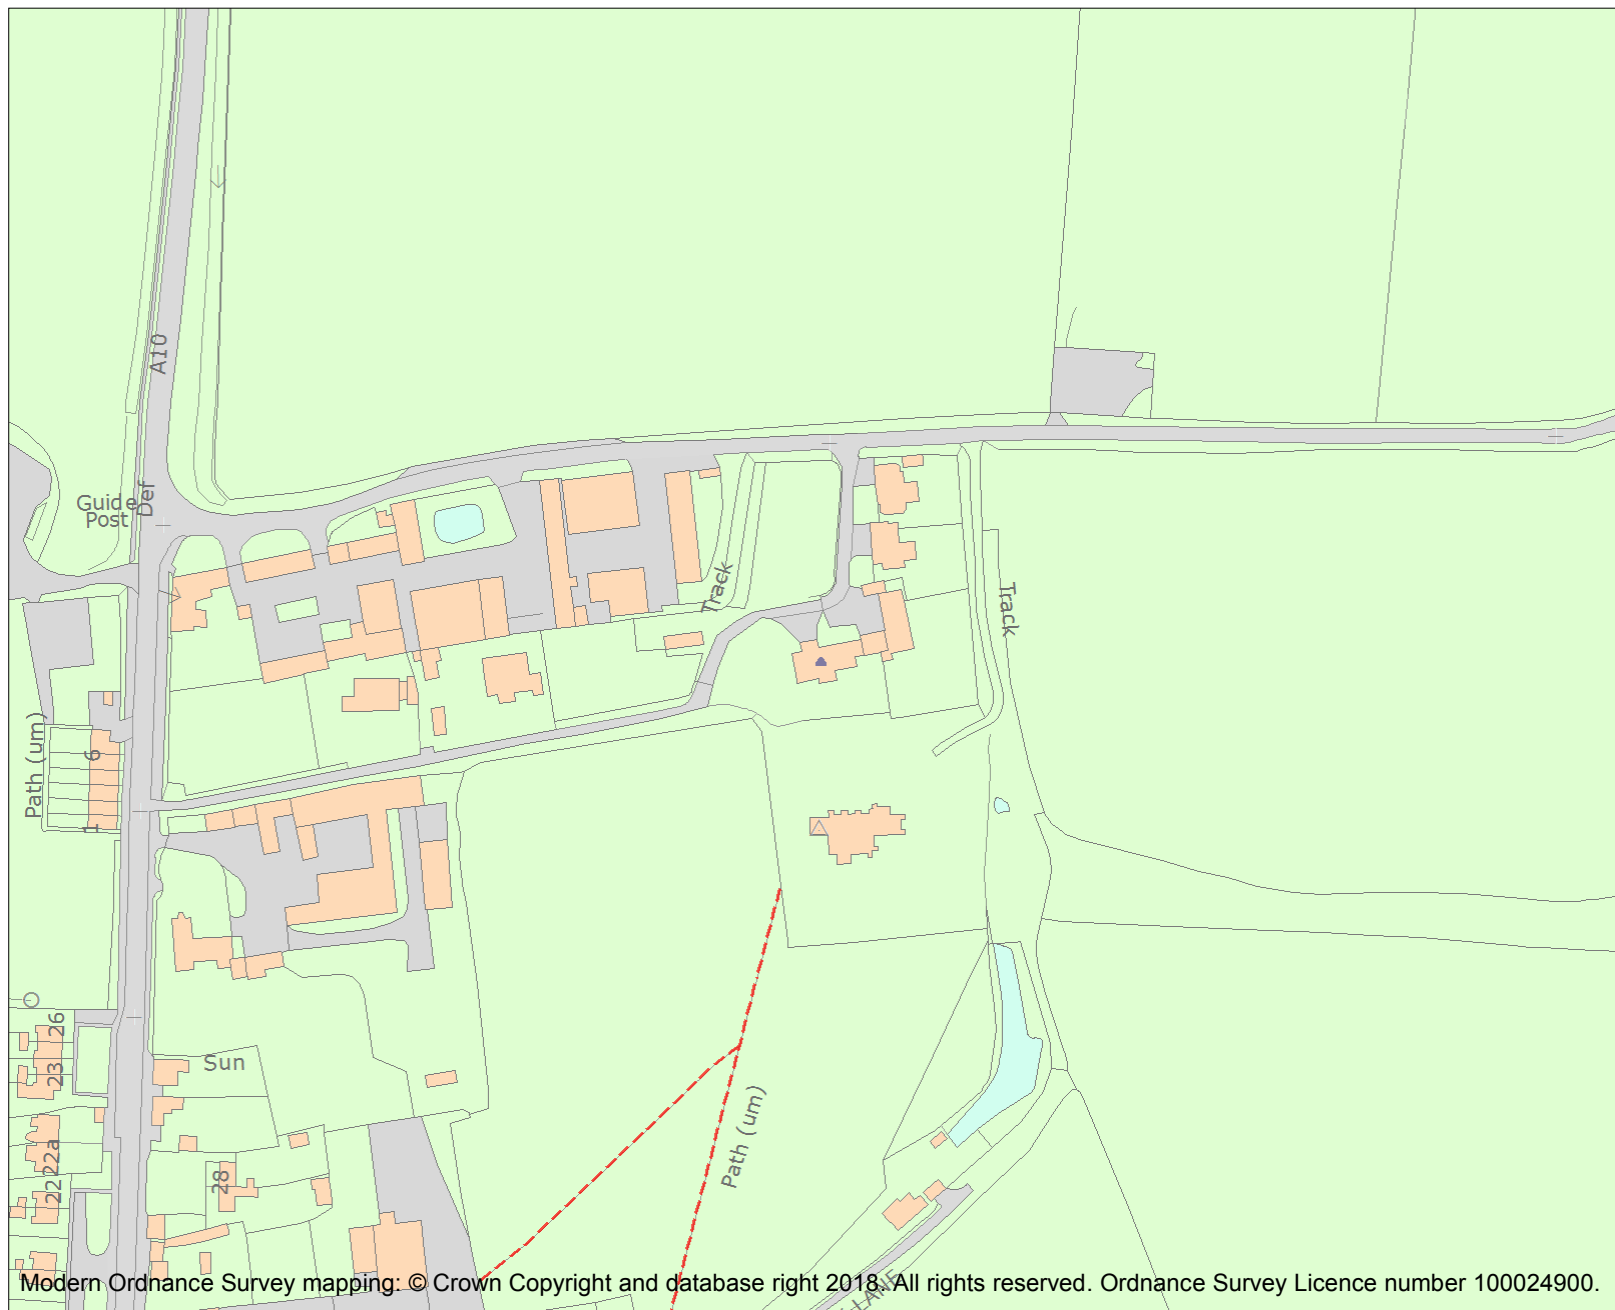 A10
Guide
Post
Def
Track
Track
Path (um)
6
1
26
23
Sun
22a
22
28
Path (um)
LANE
Modern Ordnance Survey mapping: © Crown Copyright and database right 2018. All rights reserved. Ordnance Survey Licence number 100024900.